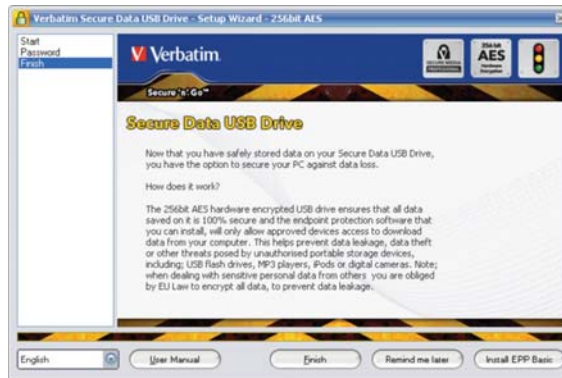 Verbatim Secure Data USB Drive - Setup Wizard - 256bit AES
Start
Password
Finish
Verbatim
Secure 'n' Go™
256-bit
AES
Hardware
Encryption
Secure Data USB Drive
Now that you have safely stored data on your Secure Data USB Drive,
you have the option to secure your PC against data loss.
How does it work?
The 256bit AES hardware encrypted USB drive ensures that all data
saved on it is 100% secure and the endpoint protection software that
you can install, will only allow approved devices access to download
data from your computer. This helps prevent data leakage, data theft
or other threats posed by unauthorised portable storage devices,
including; USB flash drives, MP3 players, iPods or digital cameras. Note;
when dealing with sensitive personal data from others you are obliged
by EU Law to encrypt all data, to prevent data leakage.
English
User Manual
Finish
Remind me later
Install EPP Basic